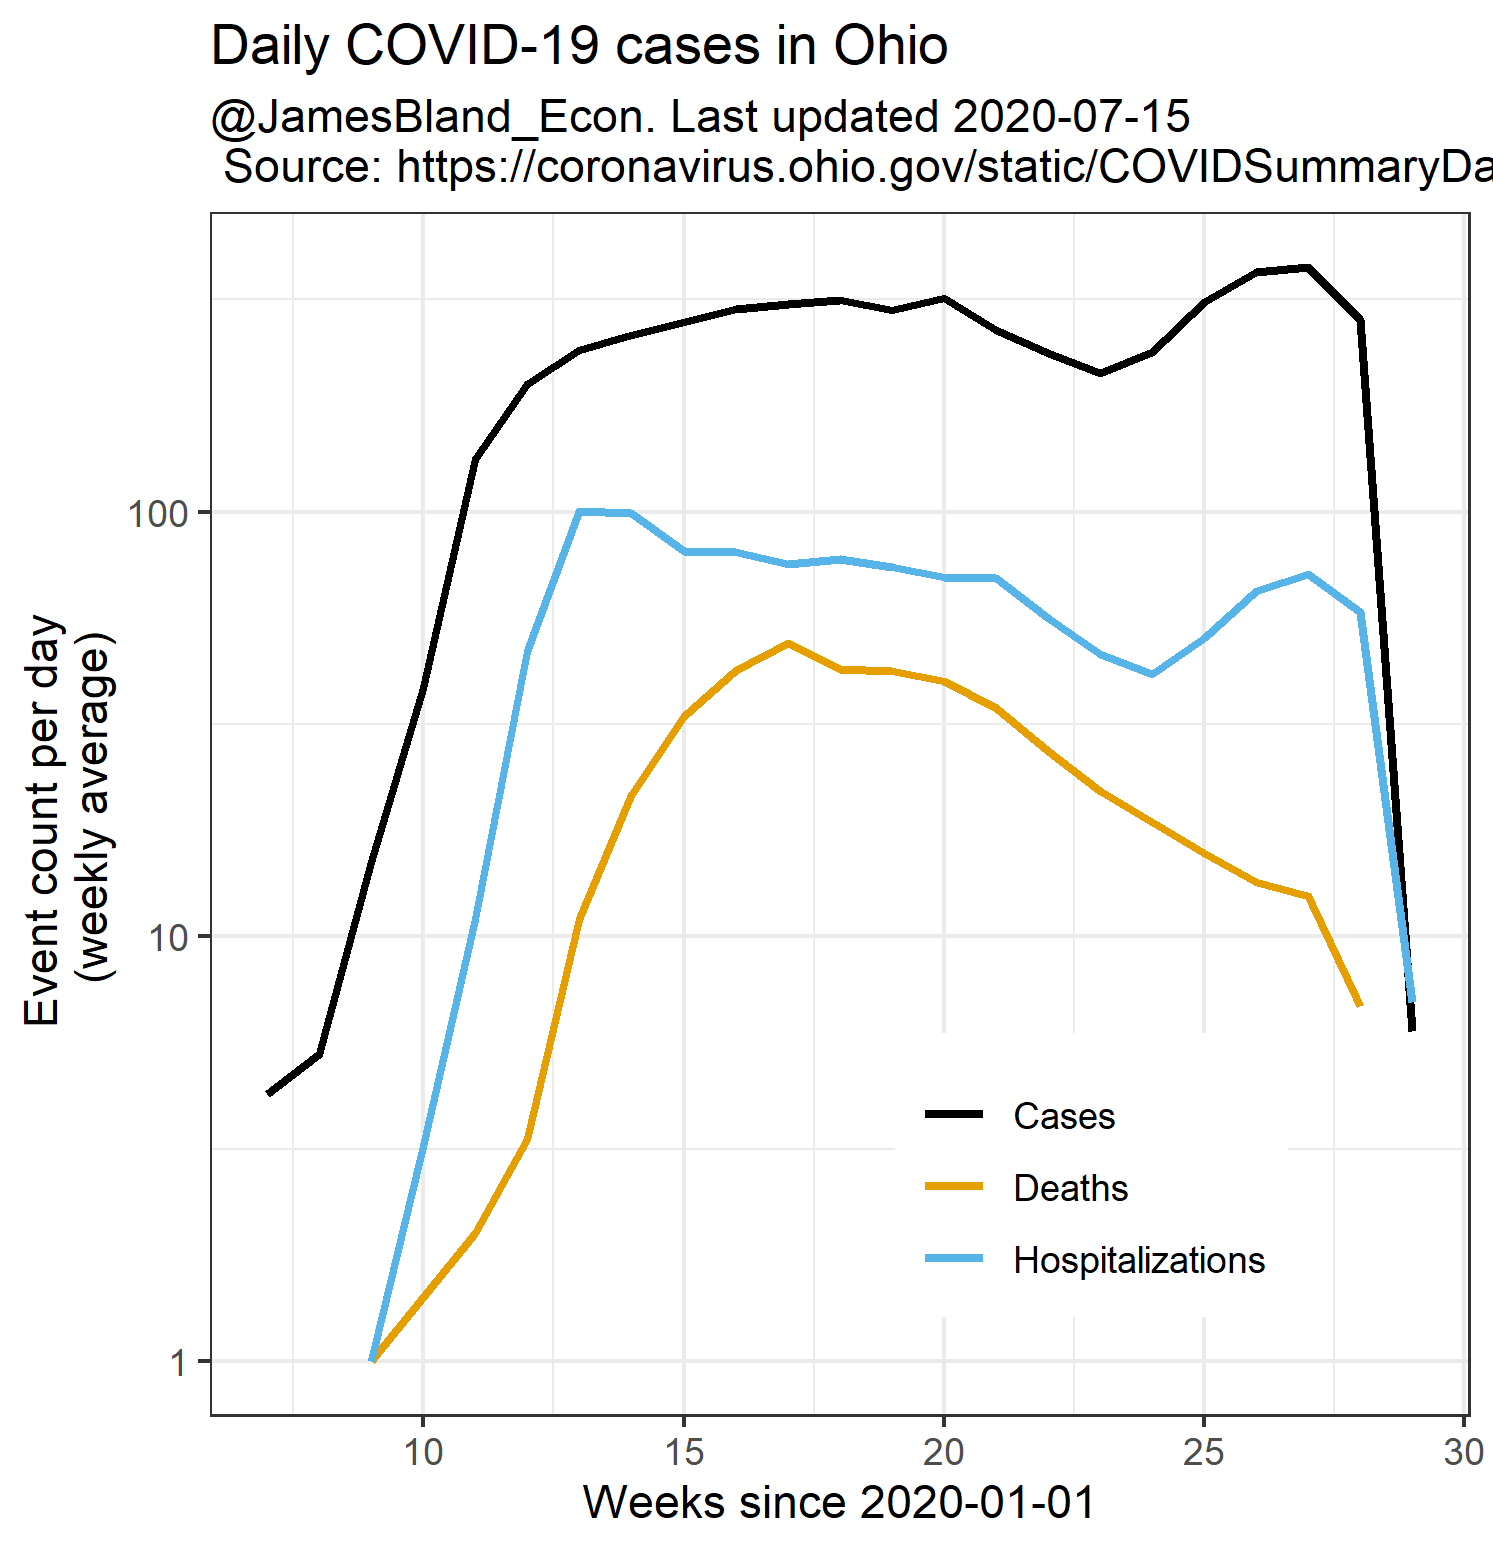 Daily COVID-19 cases in Ohio
@JamesBland_Econ. Last updated 2020-07-15
Source: https://coronavirus.ohio.gov/static/COVIDSummaryDa
Event count per day
(weekly average)
100
10
1
Cases
Deaths
Hospitalizations
10 15 20 25 30
Weeks since 2020-01-01